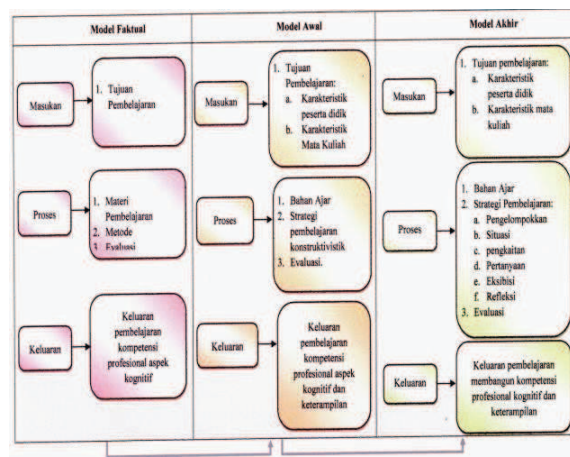 Model Faktual
Masukan
1. Tujuan
Pembelajaran
Proses
1. Materi
Pembelajaran
2. Metode
3. Evaluasi
Keluaran
Keluaran
pembelajaran
kompetensi
profesional aspek
kognitif
Model Awal
Masukan
1. Tujuan
Pembelajaran:
a. Karakteristik
peserta didik
b. Karakteristik
Mata Kuliah
Proses
1. Bahan Ajar
2. Strategi
pembelajaran
konstruktivistik
3. Evaluasi.
Keluaran
Keluaran
pembelajaran
kompetensi
profesional aspek
kognitif dan
keterampilan
Model Akhir
Masukan
1. Tujuan pembelajaran:
a. Karakteristik
peserta didik
b. Karakteristik mata
kuliah
Proses
1. Bahan Ajar
2. Strategi Pembelajaran:
a. Pengelompokkan
b. Situasi
c. pengkaitan
d. Pertanyaan
e. Eksibisi
f. Refleksi
3. Evaluasi
Keluaran
Keluaran pembelajaran
membangun kompetensi
profesional kognitif dan
keterampilan